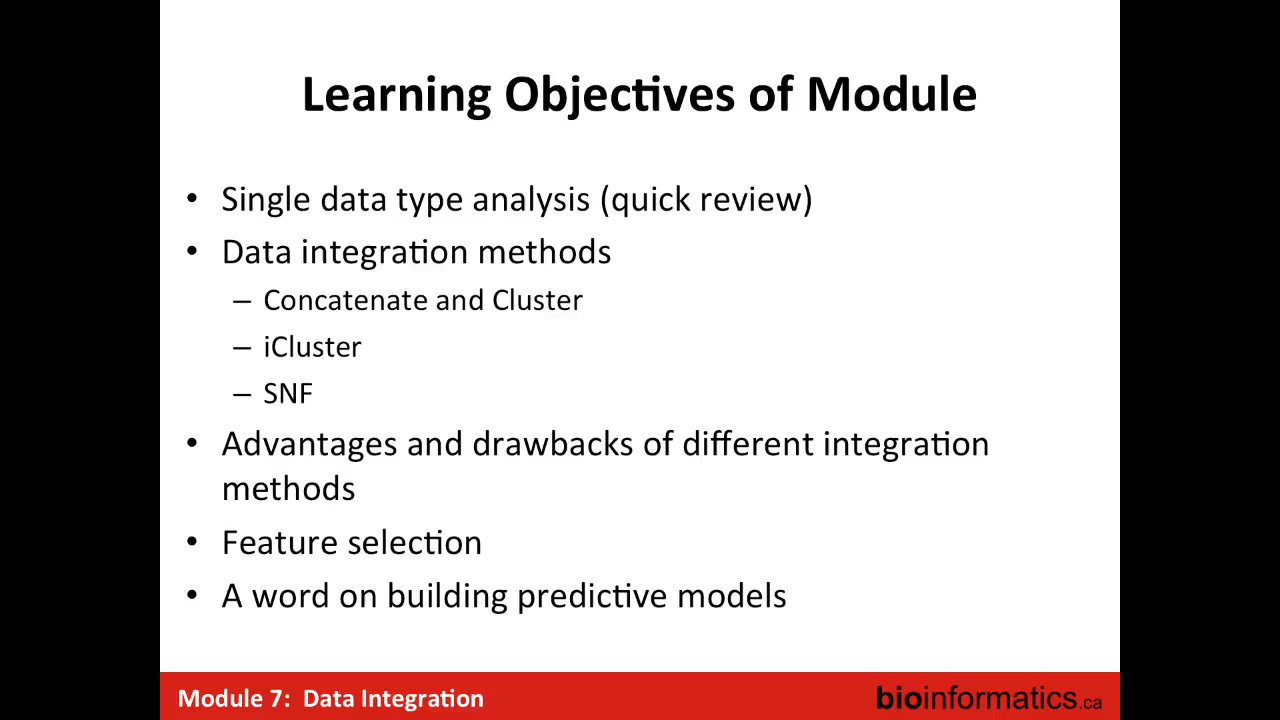 Learning Objectives of Module
• Single data type analysis (quick review)
• Data integration methods
– Concatenate and Cluster
– iCluster
– SNF
• Advantages and drawbacks of different integration
methods
• Feature selection
• A word on building predictive models
Module 7: Data Integration
bioinformatics.ca